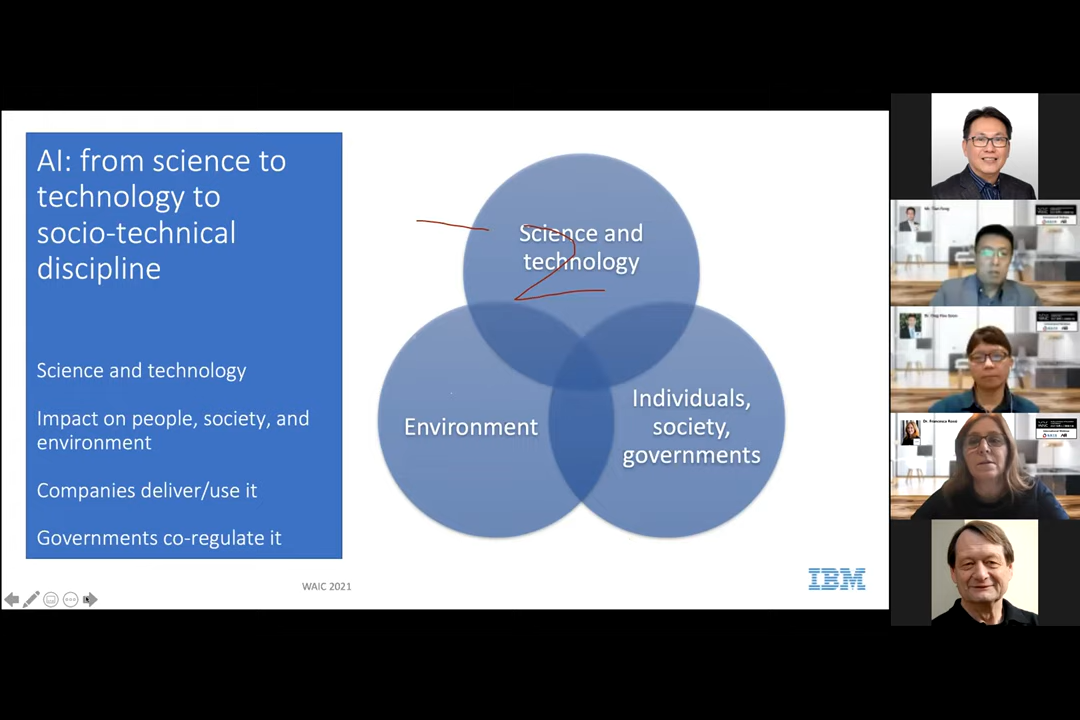 AI: from science to
technology to
socio-technical
discipline
Science and technology
Impact on people, society, and
environment
Companies deliver/use it
Governments co-regulate it
Science and
technology
Environment
Individuals,
society,
governments
WAIC 2021
IBM